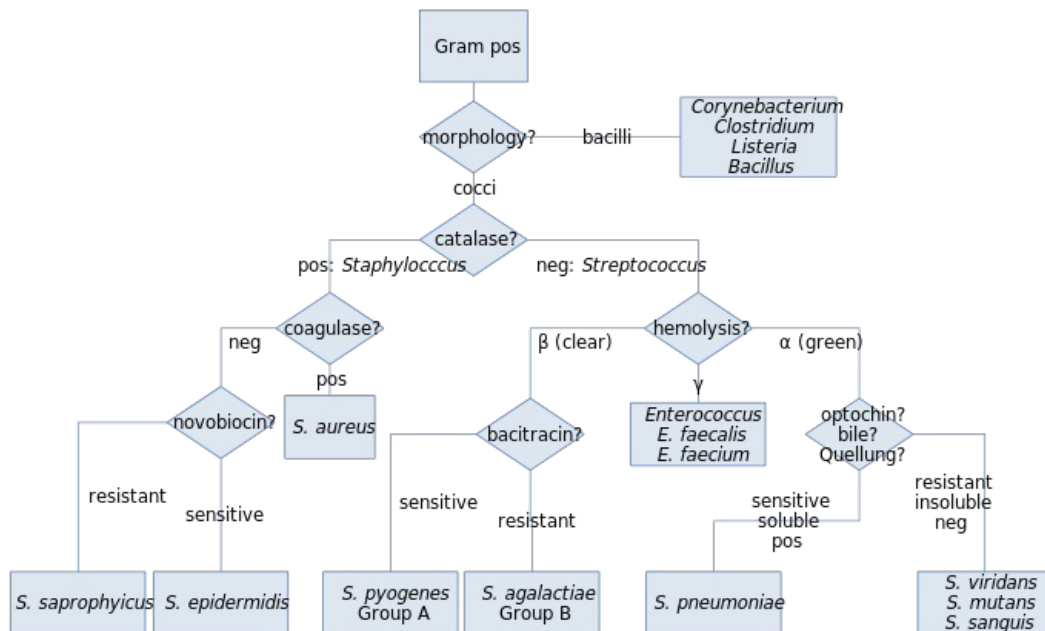 Gram pos
morphology?
bacilli
Corynebacterium
Clostridium
Listeria
Bacillus
cocci
catalase?
pos: Staphylocccus
neg: Streptococcus
coagulase?
hemolysis?
neg
β (clear)
α (green)
pos
γ
novobiocin?
S. aureus
bacitracin?
Enterococcus
E. faecalis
E. faecium
optochin?
bile?
Quellung?
resistant
sensitive
sensitive
resistant
sensitive
soluble
pos
resistant
insoluble
neg
S. saprophyicus
S. epidermidis
S. pyogenes
Group A
S. agalactiae
Group B
S. pneumoniae
S. viridans
S. mutans
S. sanguis